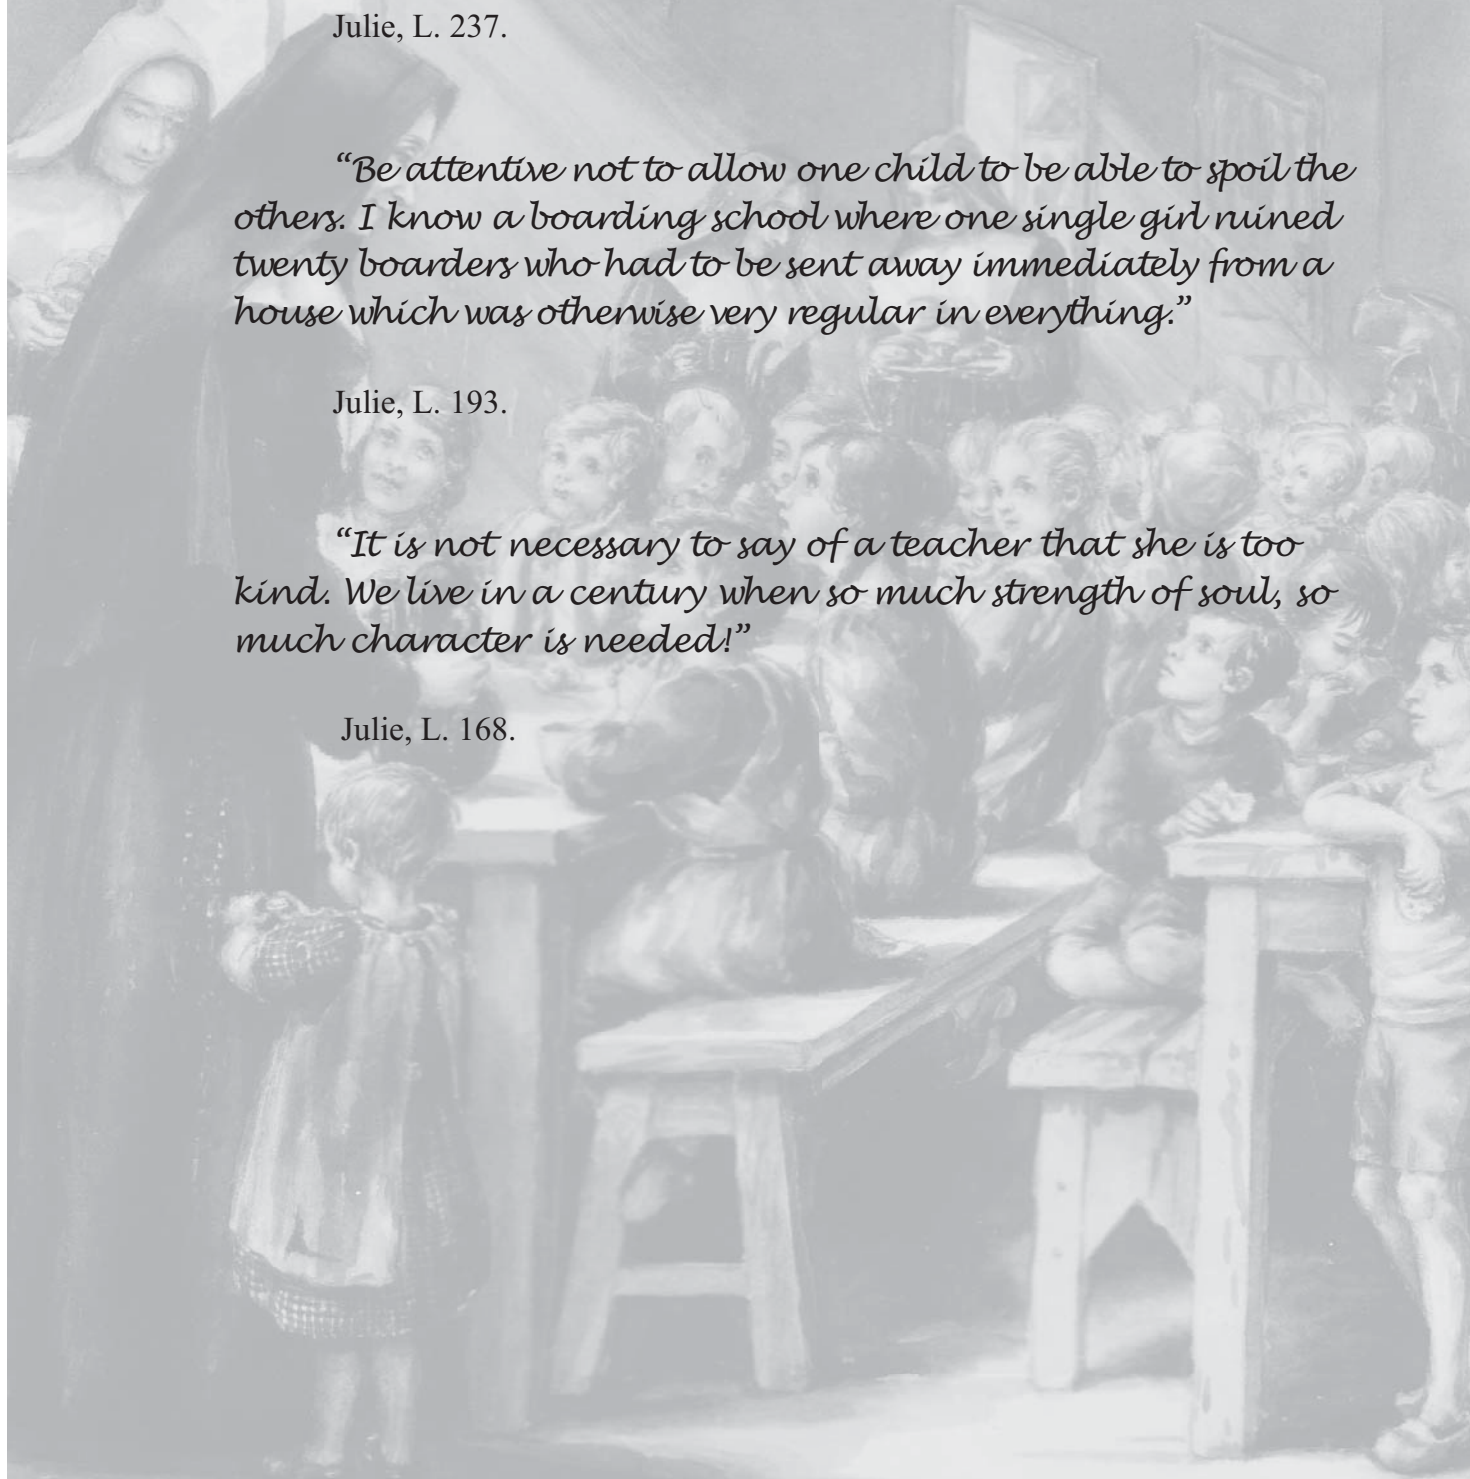 Julie, L. 237.
“Be attentive not to allow one child to be able to spoil the
others. I know a boarding school where one single girl ruined
twenty boarders who had to be sent away immediately from a
house which was otherwise very regular in everything.”
Julie, L. 193.
“It is not necessary to say of a teacher that she is too
kind. We live in a century when so much strength of soul, so
much character is needed!”
Julie, L. 168.